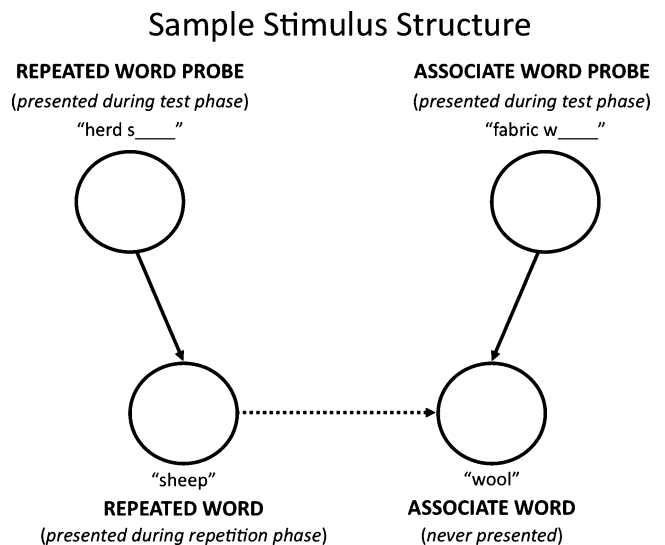 Sample Stimulus Structure
REPEATED WORD PROBE
(presented during test phase)
“herd s____”
ASSOCIATE WORD PROBE
(presented during test phase)
“fabric w____”
“sheep”
REPEATED WORD
(presented during repetition phase)
“wool”
ASSOCIATE WORD
(never presented)